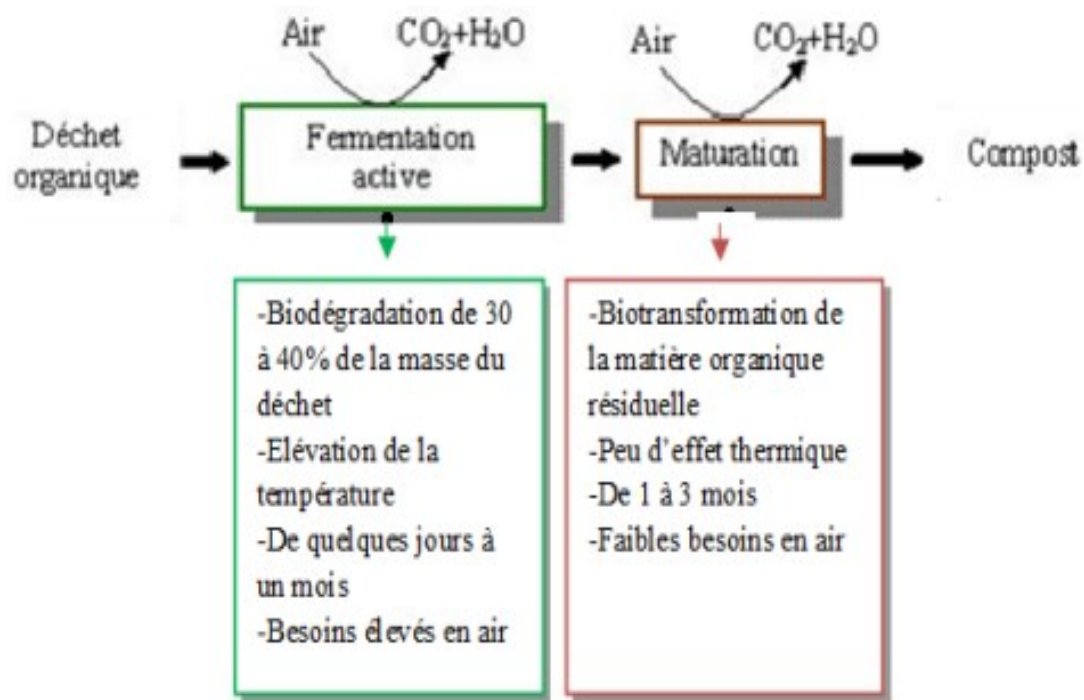 Air
CO₂+H₂O
Air
CO₂+H₂O
Déchet
organique
Fermentation
active
Maturation
Compost
-Biodégradation de 30
à 40% de la masse du
déchet
-Elévation de la
température
-De quelques jours à
un mois
-Besoins élevés en air
-Biotransformation de
la matière organique
résiduelle
-Peu d'effet thermique
-De 1 à 3 mois
-Faibles besoins en air